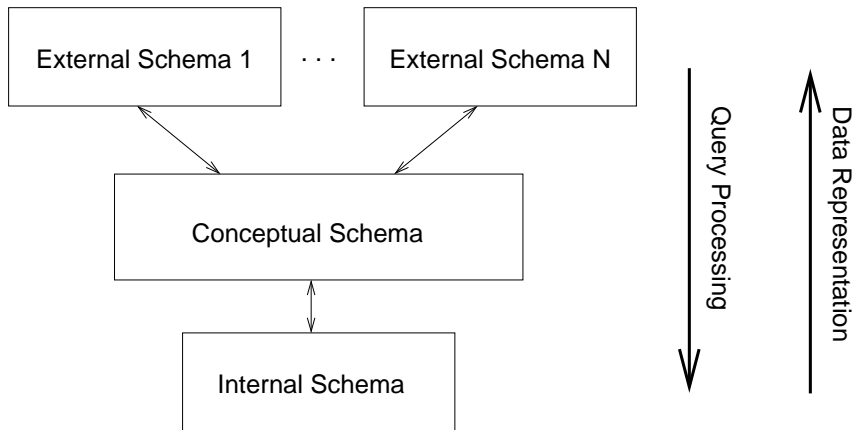 External Schema 1 . . . External Schema N
Conceptual Schema
Internal Schema
Query Processing
Data Representation